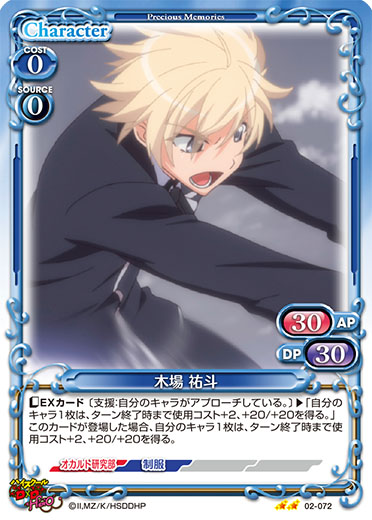 Precious Memories
Character
COST
0
SOURCE
0
30 AP
DP 30
木場 祐斗
EXカード〔支援:自分のキャラがアプローチしている。〕▶「自分の
キャラ1枚は、ターン終了時まで使用コスト+2、+20/+20を得る。」
このカードが登場した場合、自分のキャラ1枚は、ターン終了時まで使用コ
スト+2、+20/+20を得る。
オカルト研究部 制服
ハイスクール
©II,MZ/K/HSDDHP
★★ 02-072